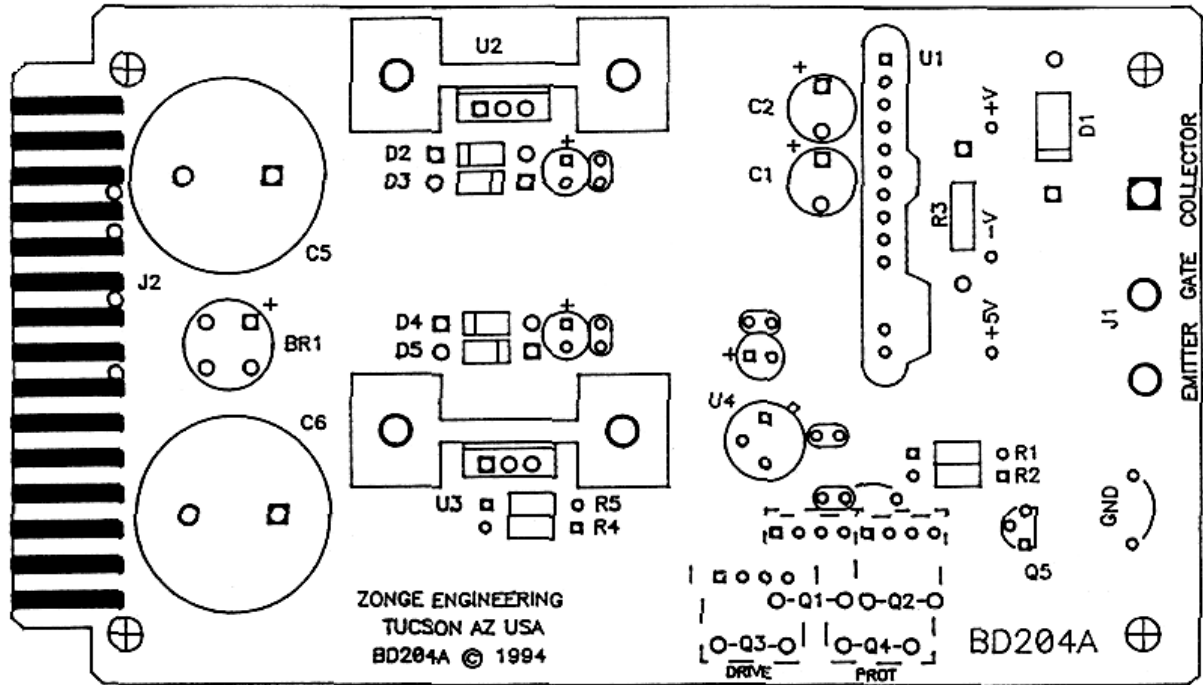 U2
U1
C2
+
+V
D1
D2
D3
+
C1
+
R3
-V
COLLECTOR
GATE
EMITTER
C5
J2
+
BR1
D4
D5
+
+5V
J1
+
C6
U4
U3
R5
R4
R1
R2
GND
Q5
Q1
Q2
Q3
Q4
DRIVE
PROT
ZONGE ENGINEERING
TUCSON AZ USA
BD204A © 1994
BD204A